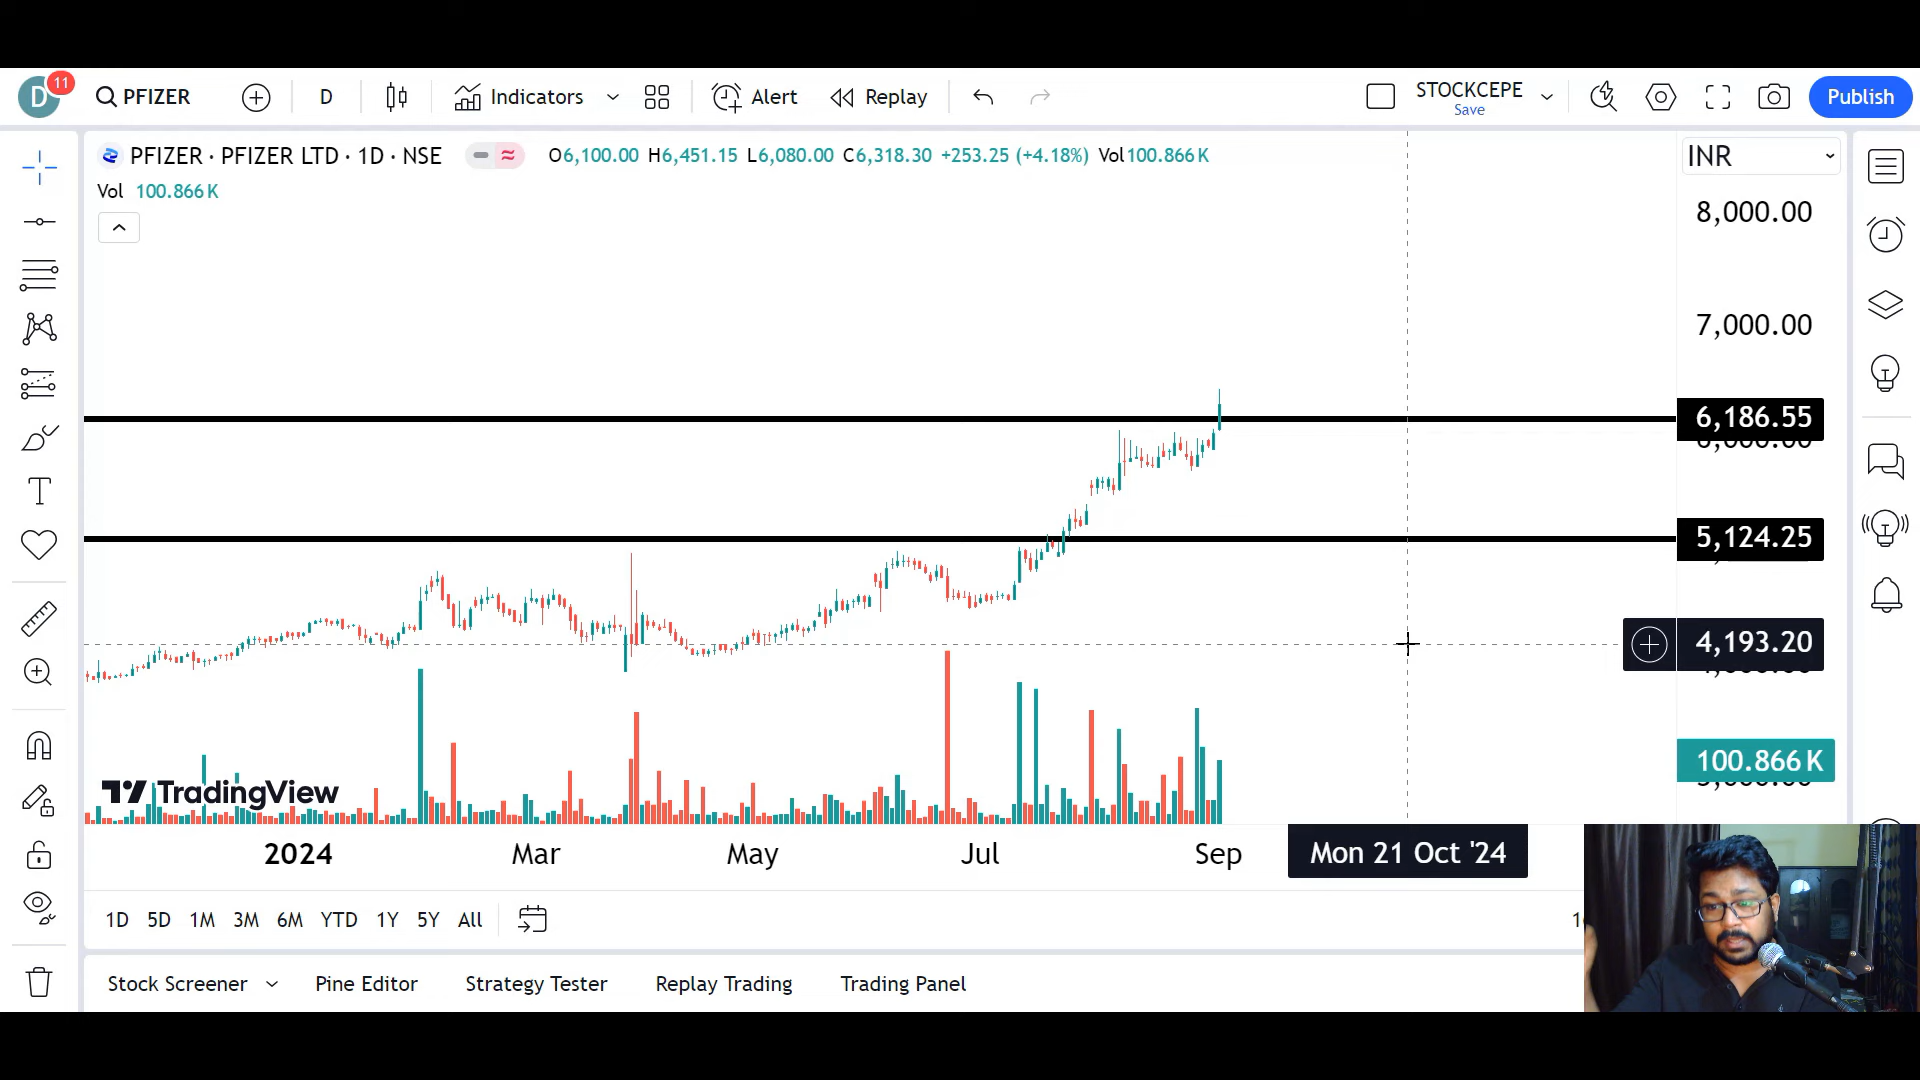 D 11 PFIZER D Indicators Alert Replay STOCKCEPE Save Publish
PFIZER · PFIZER LTD · 1D · NSE O6,100.00 H6,451.15 L6,080.00 C6,318.30 +253.25 (+4.18%) Vol100.866 K INR
Vol 100.866 K
8,000.00
7,000.00
6,186.55
5,124.25
4,193.20
100.866 K
TradingView
2024 Mar May Jul Sep Mon 21 Oct '24
1D 5D 1M 3M 6M YTD 1Y 5Y All
Stock Screener Pine Editor Strategy Tester Replay Trading Trading Panel